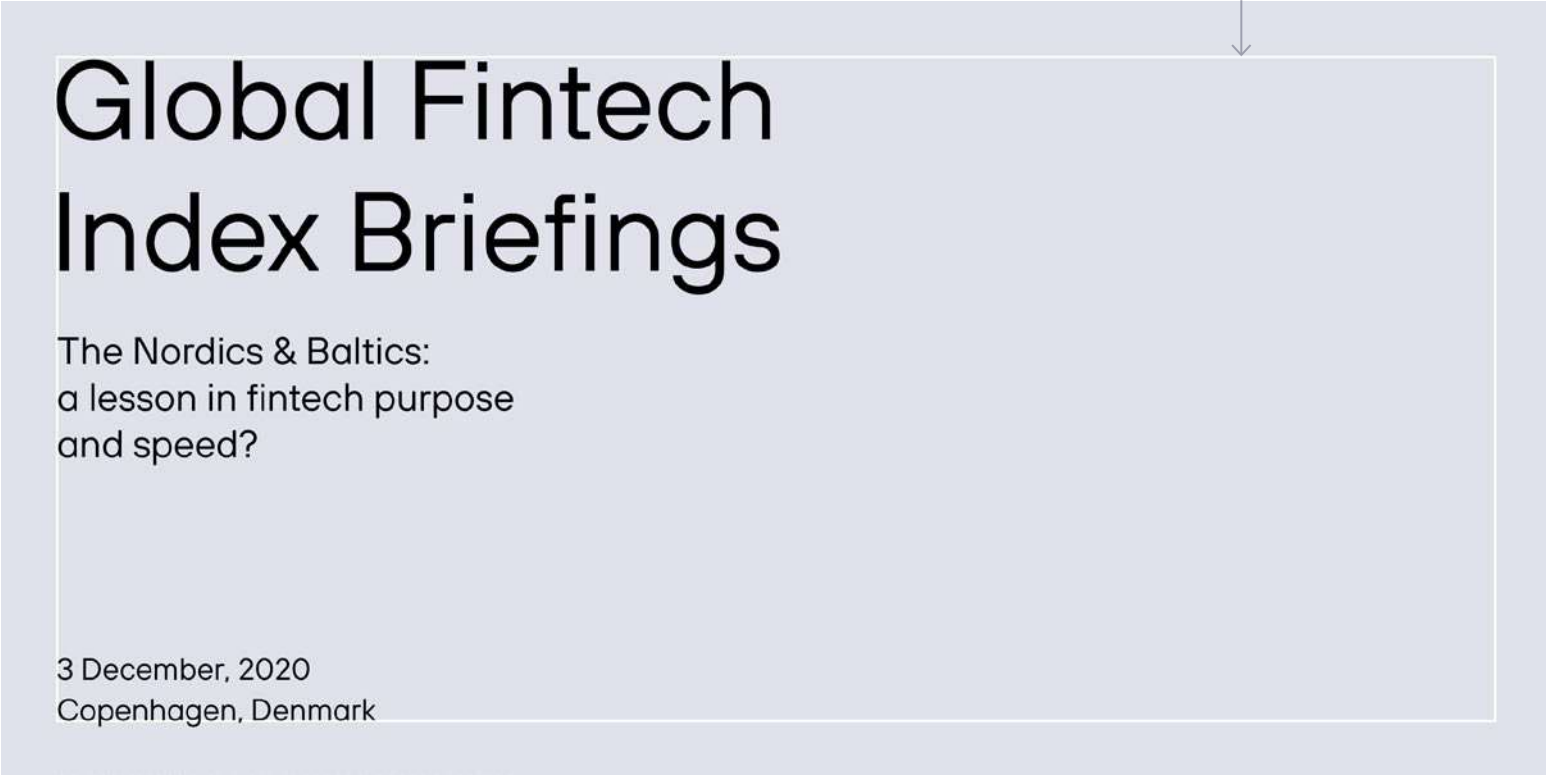 Global Fintech
Index Briefings
The Nordics & Baltics:
a lesson in fintech purpose
and speed?
3 December, 2020
Copenhagen, Denmark